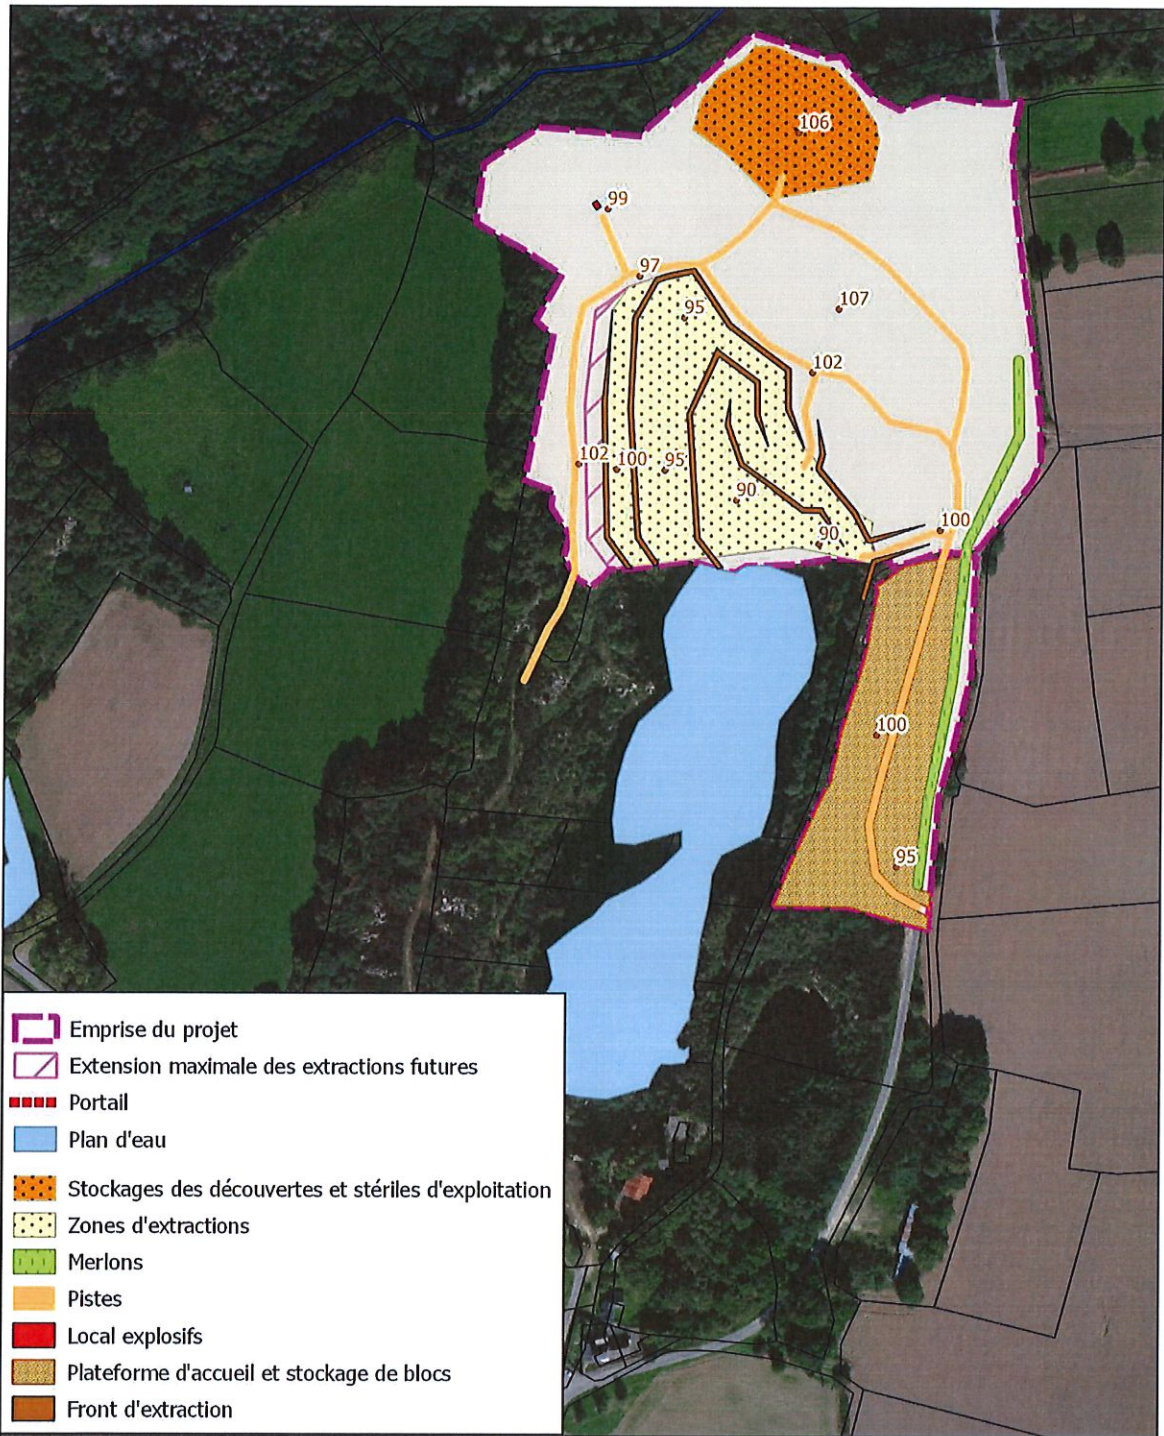 106
99
97
95
107
102
102
100
95
90
90
100
100
95
Emprise du projet
Extension maximale des extractions futures
Portail
Plan d'eau
Stockages des découvertes et stériles d'exploitation
Zones d'extractions
Merlons
Pistes
Local explosifs
Plateforme d'accueil et stockage de blocs
Front d'extraction